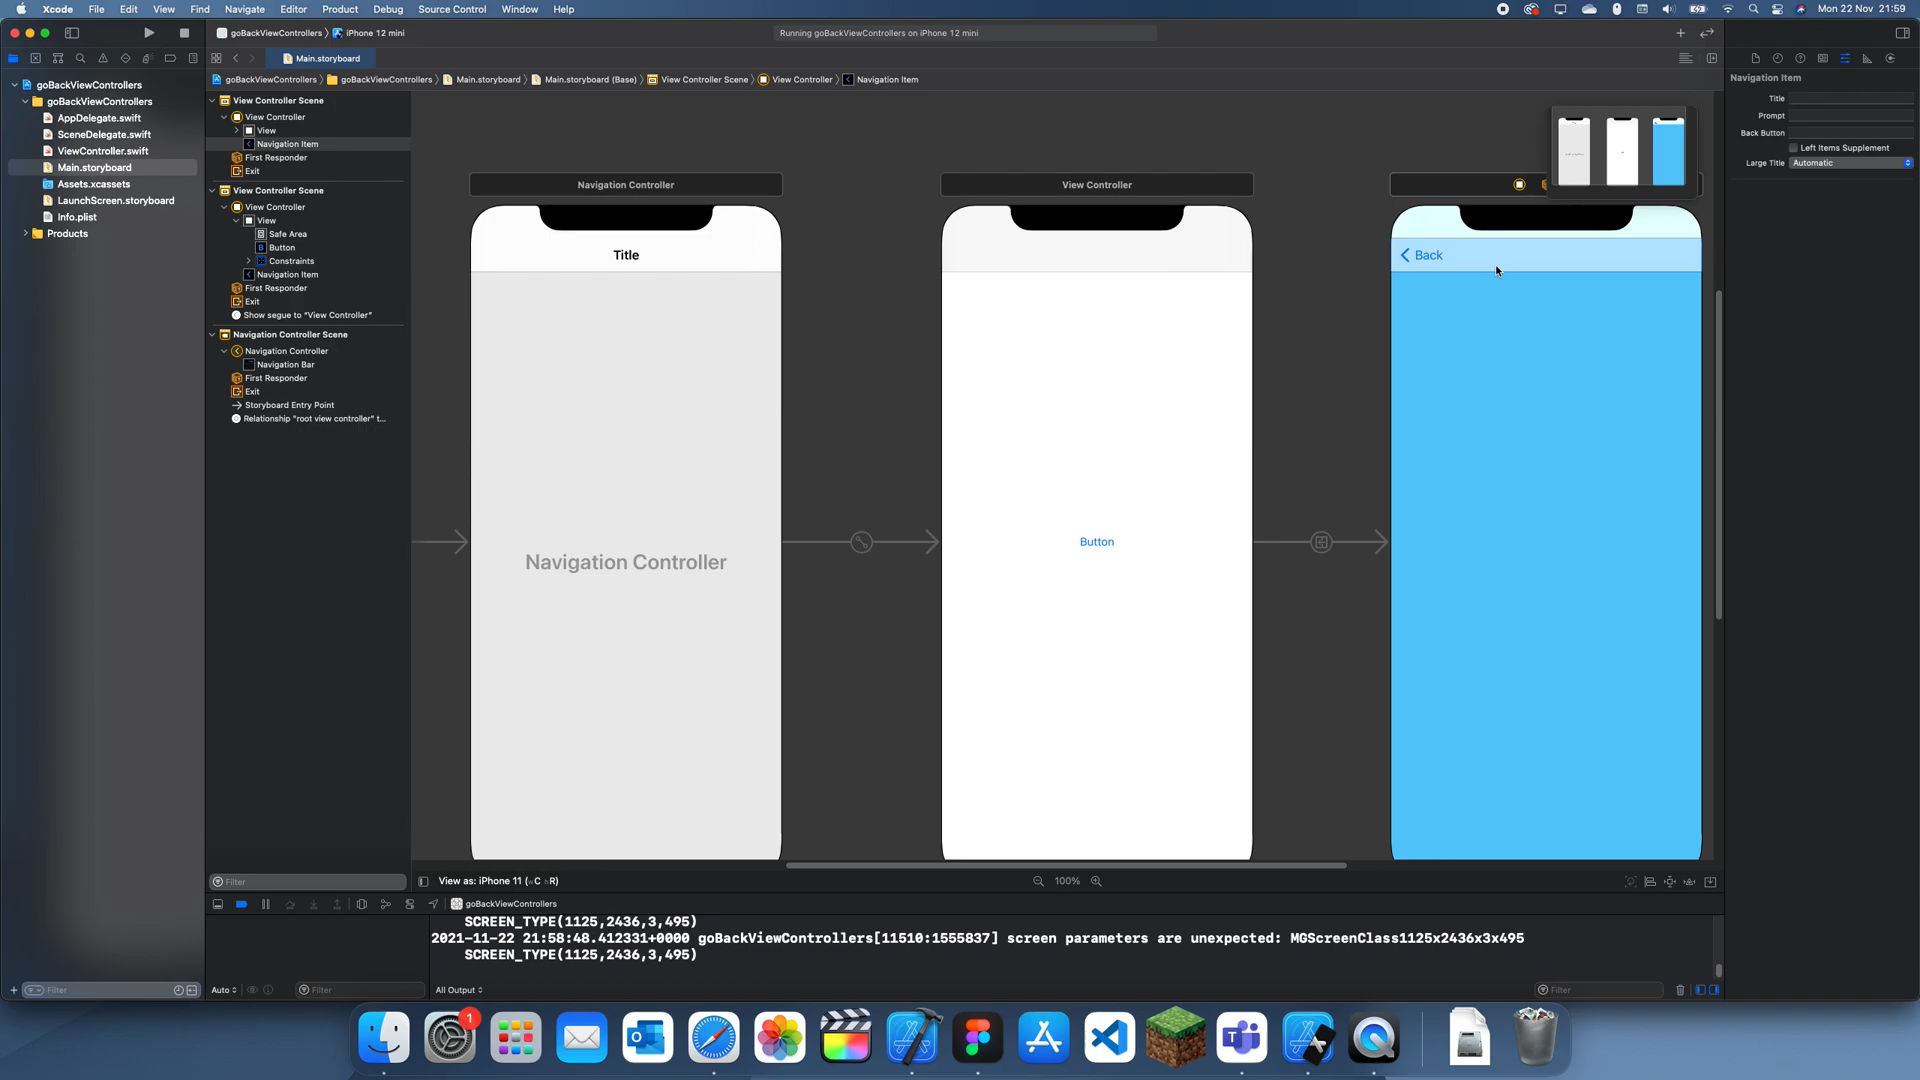 Xcode File Edit View Find Navigate Editor Product Debug Source Control Window Help Mon 22 Nov 21:59
goBackViewControllers iPhone 12 mini Running goBackViewControllers on iPhone 12 mini
Main.storyboard
goBackViewControllers goBackViewControllers Main.storyboard Main.storyboard (Base) View Controller Scene View Controller Navigation Item
goBackViewControllers
goBackViewControllers
AppDelegate.swift
SceneDelegate.swift
ViewController.swift
Main.storyboard
Assets.xcassets
LaunchScreen.storyboard
Info.plist
Products
Filter
View Controller Scene
View Controller
View
Navigation Item
First Responder
Exit
View Controller Scene
View Controller
View
Safe Area
B Button
Constraints
Navigation Item
First Responder
Exit
Show segue to "View Controller"
Navigation Controller Scene
Navigation Controller
Navigation Bar
First Responder
Exit
Storyboard Entry Point
Relationship "root view controller" t...
Filter
Navigation Controller
Title
Navigation Controller
View Controller
Button
Back
View as: iPhone 11 (wC hR) 100%
Navigation Item
Title
Prompt
Back Button
Left Items Supplement
Large Title Automatic
goBackViewControllers
SCREEN_TYPE(1125,2436,3,495)
2021-11-22 21:58:48.412331+0000 goBackViewControllers[11510:1555837] screen parameters are unexpected: MGScreenClass1125x2436x3x495
SCREEN_TYPE(1125,2436,3,495)
Auto Filter All Output Filter
1